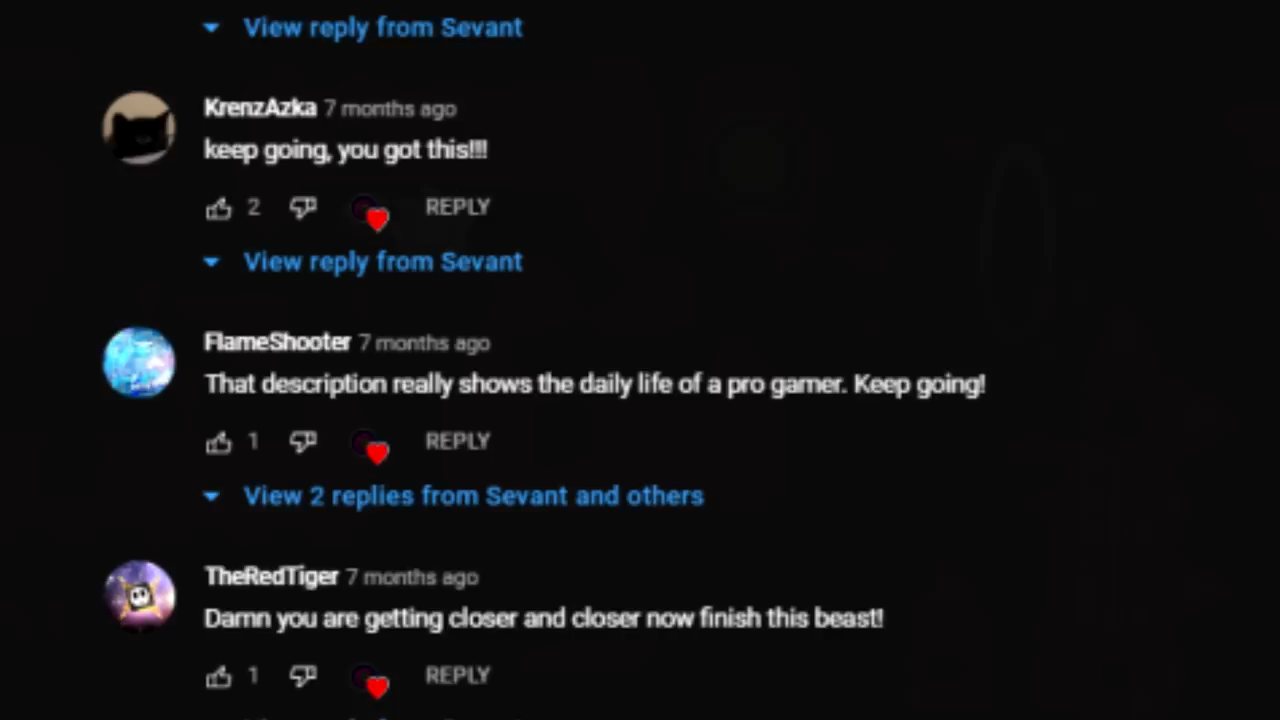 View reply from Sevant
KrenzAzka 7 months ago
keep going, you got this!!!
2 REPLY
View reply from Sevant
FlameShooter 7 months ago
That description really shows the daily life of a pro gamer. Keep going!
1 REPLY
View 2 replies from Sevant and others
TheRedTiger 7 months ago
Damn you are getting closer and closer now finish this beast!
1 REPLY